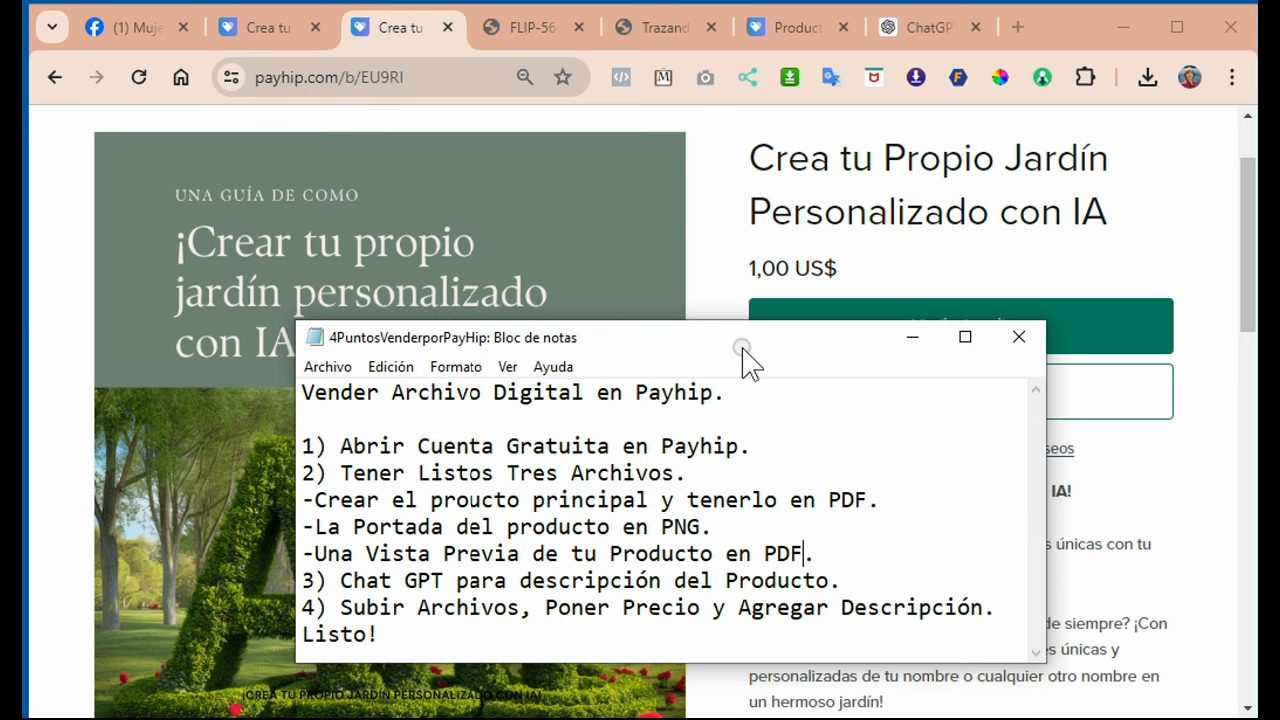 (1) Muje
Crea tu
Crea tu
FLIP-56
Trazand
Product
ChatGP
payhip.com/b/EU9RI
UNA GUÍA DE COMO
¡Crear tu propio
jardín personalizado
con IA
Crea tu Propio Jardín
Personalizado con IA
1,00 US$
4PuntosVenderporPayHip: Bloc de notas
Archivo Edición Formato Ver Ayuda
Vender Archivo Digital en Payhip.
1) Abrir Cuenta Gratuita en Payhip.
2) Tener Listos Tres Archivos.
-Crear el proucto principal y tenerlo en PDF.
-La Portada del producto en PNG.
-Una Vista Previa de tu Producto en PDF.
3) Chat GPT para descripción del Producto.
4) Subir Archivos, Poner Precio y Agregar Descripción.
Listo!
seos
IA!
s únicas con tu
de siempre? ¡Con
es únicas y
personalizadas de tu nombre o cualquier otro nombre en
un hermoso jardín!
¡CREA TU PROPIO JARDÍN PERSONALIZADO CON IA!